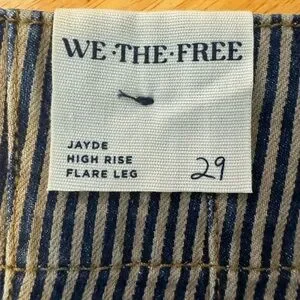 WE·THE·FREE
JAYDE
HIGH RISE
FLARE LEG
29